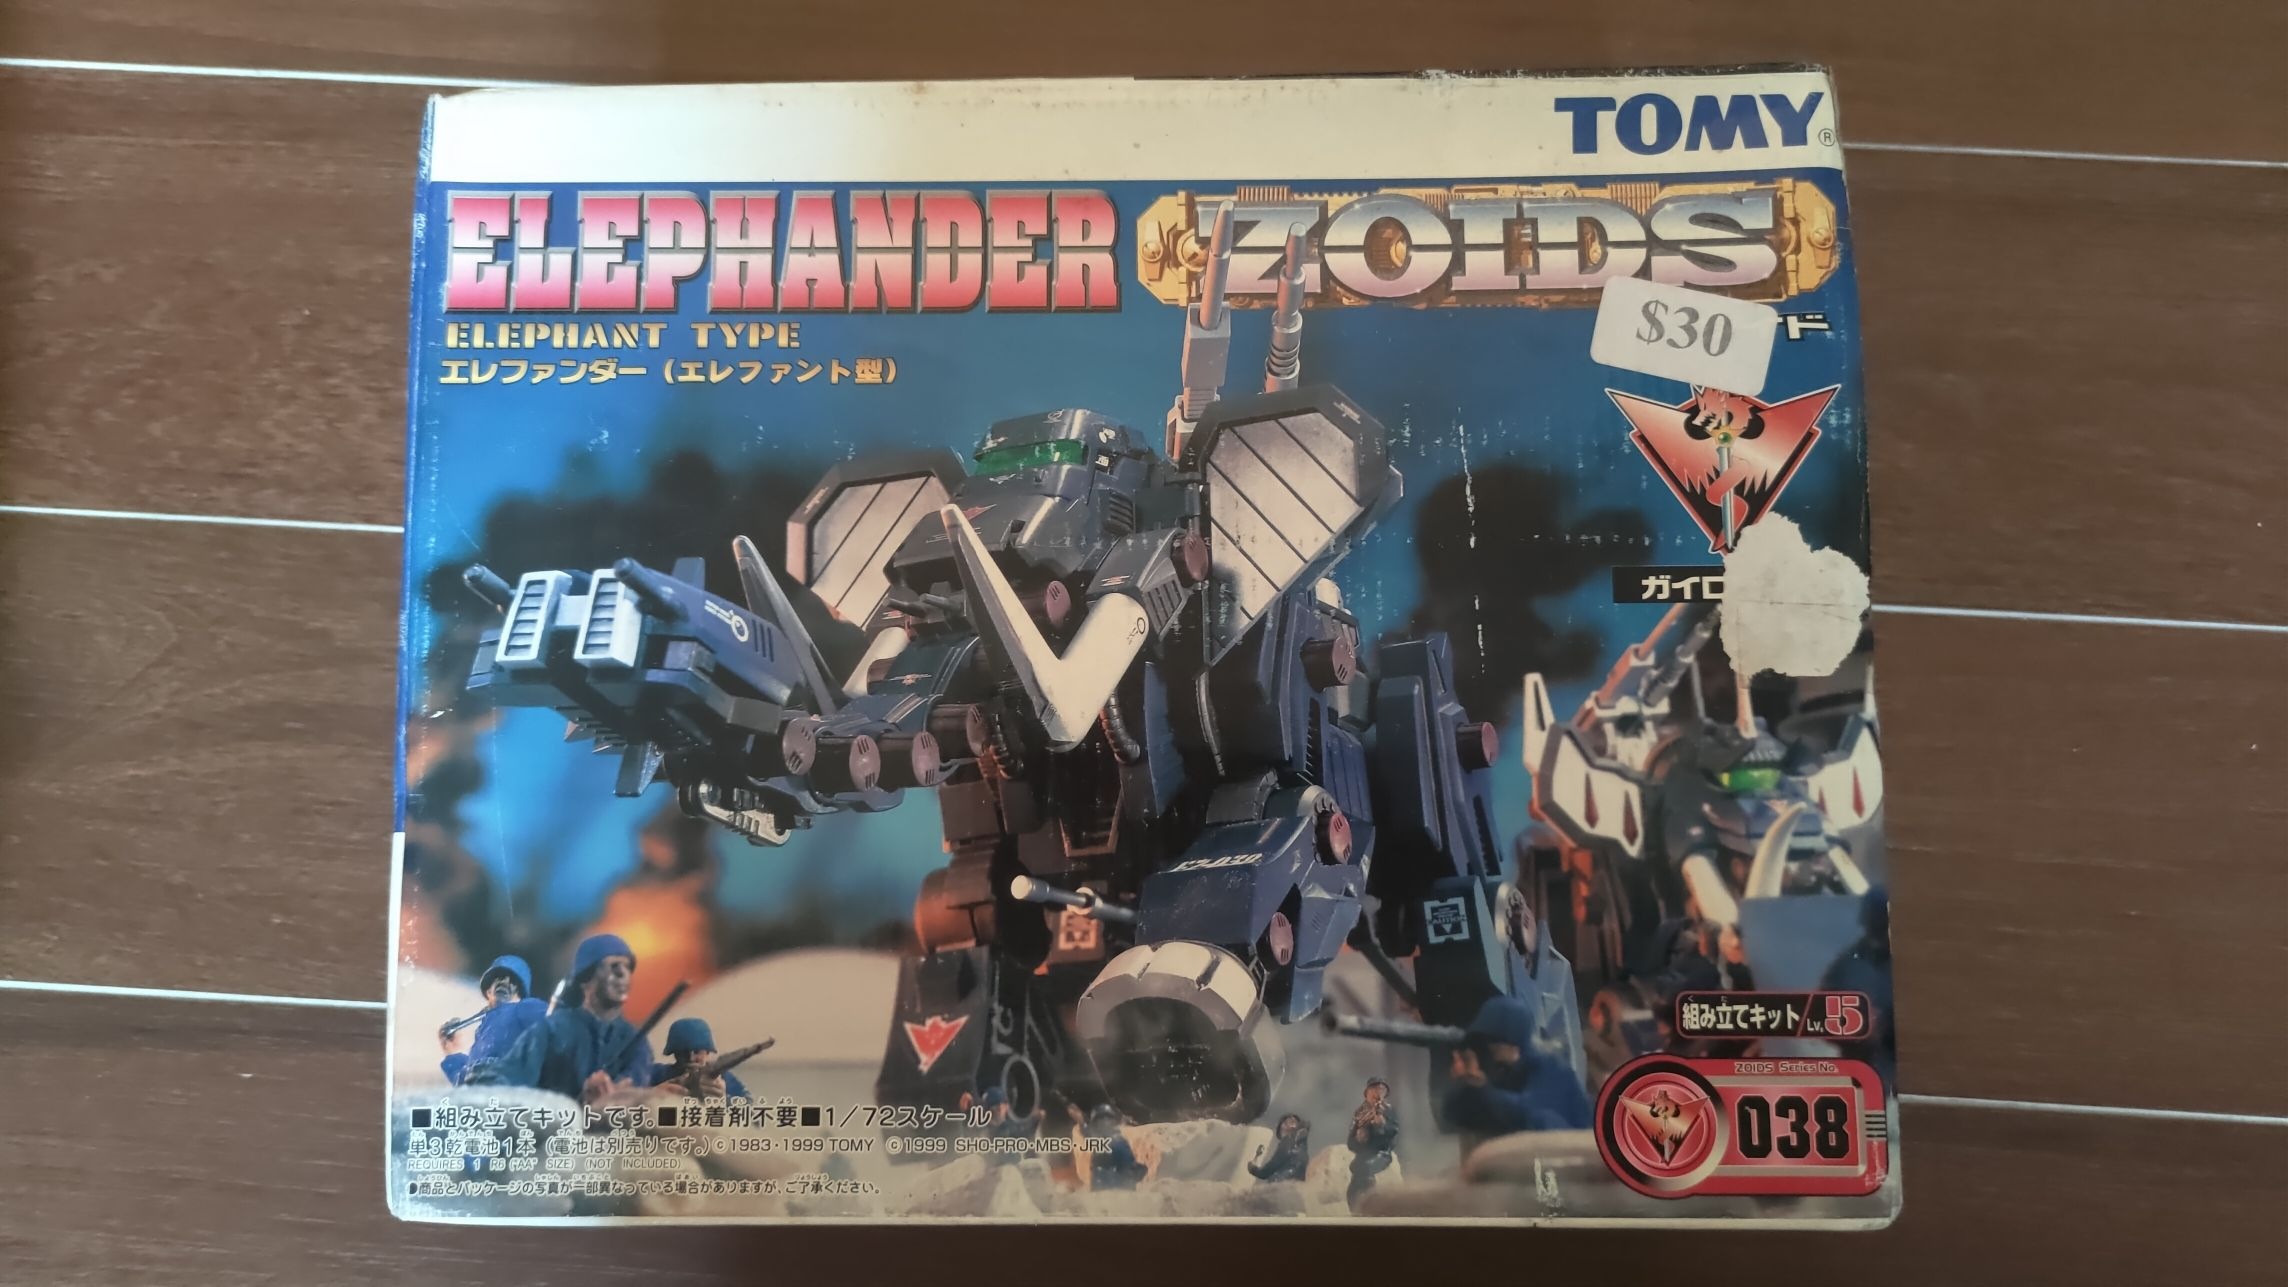 TOMY®
ELEPHANDER ZOIDS
ELEPHANT TYPE
エレファンダー（エレファント型）
$30
ド
ガイロ
EZ-038
組み立てキット/Lv.5
ZOIDS Series No.
038
■組み立てキットです。■接着剤不要■1/72スケール
単3乾電池1本（電池は別売りです。）©1983・1999 TOMY ©1999 SHO-PRO・MBS・JRK
REQUIRES 1 R6 ("AA" SIZE) (NOT INCLUDED)
●商品とパッケージの写真が一部異なっている場合がありますが、ご了承ください。